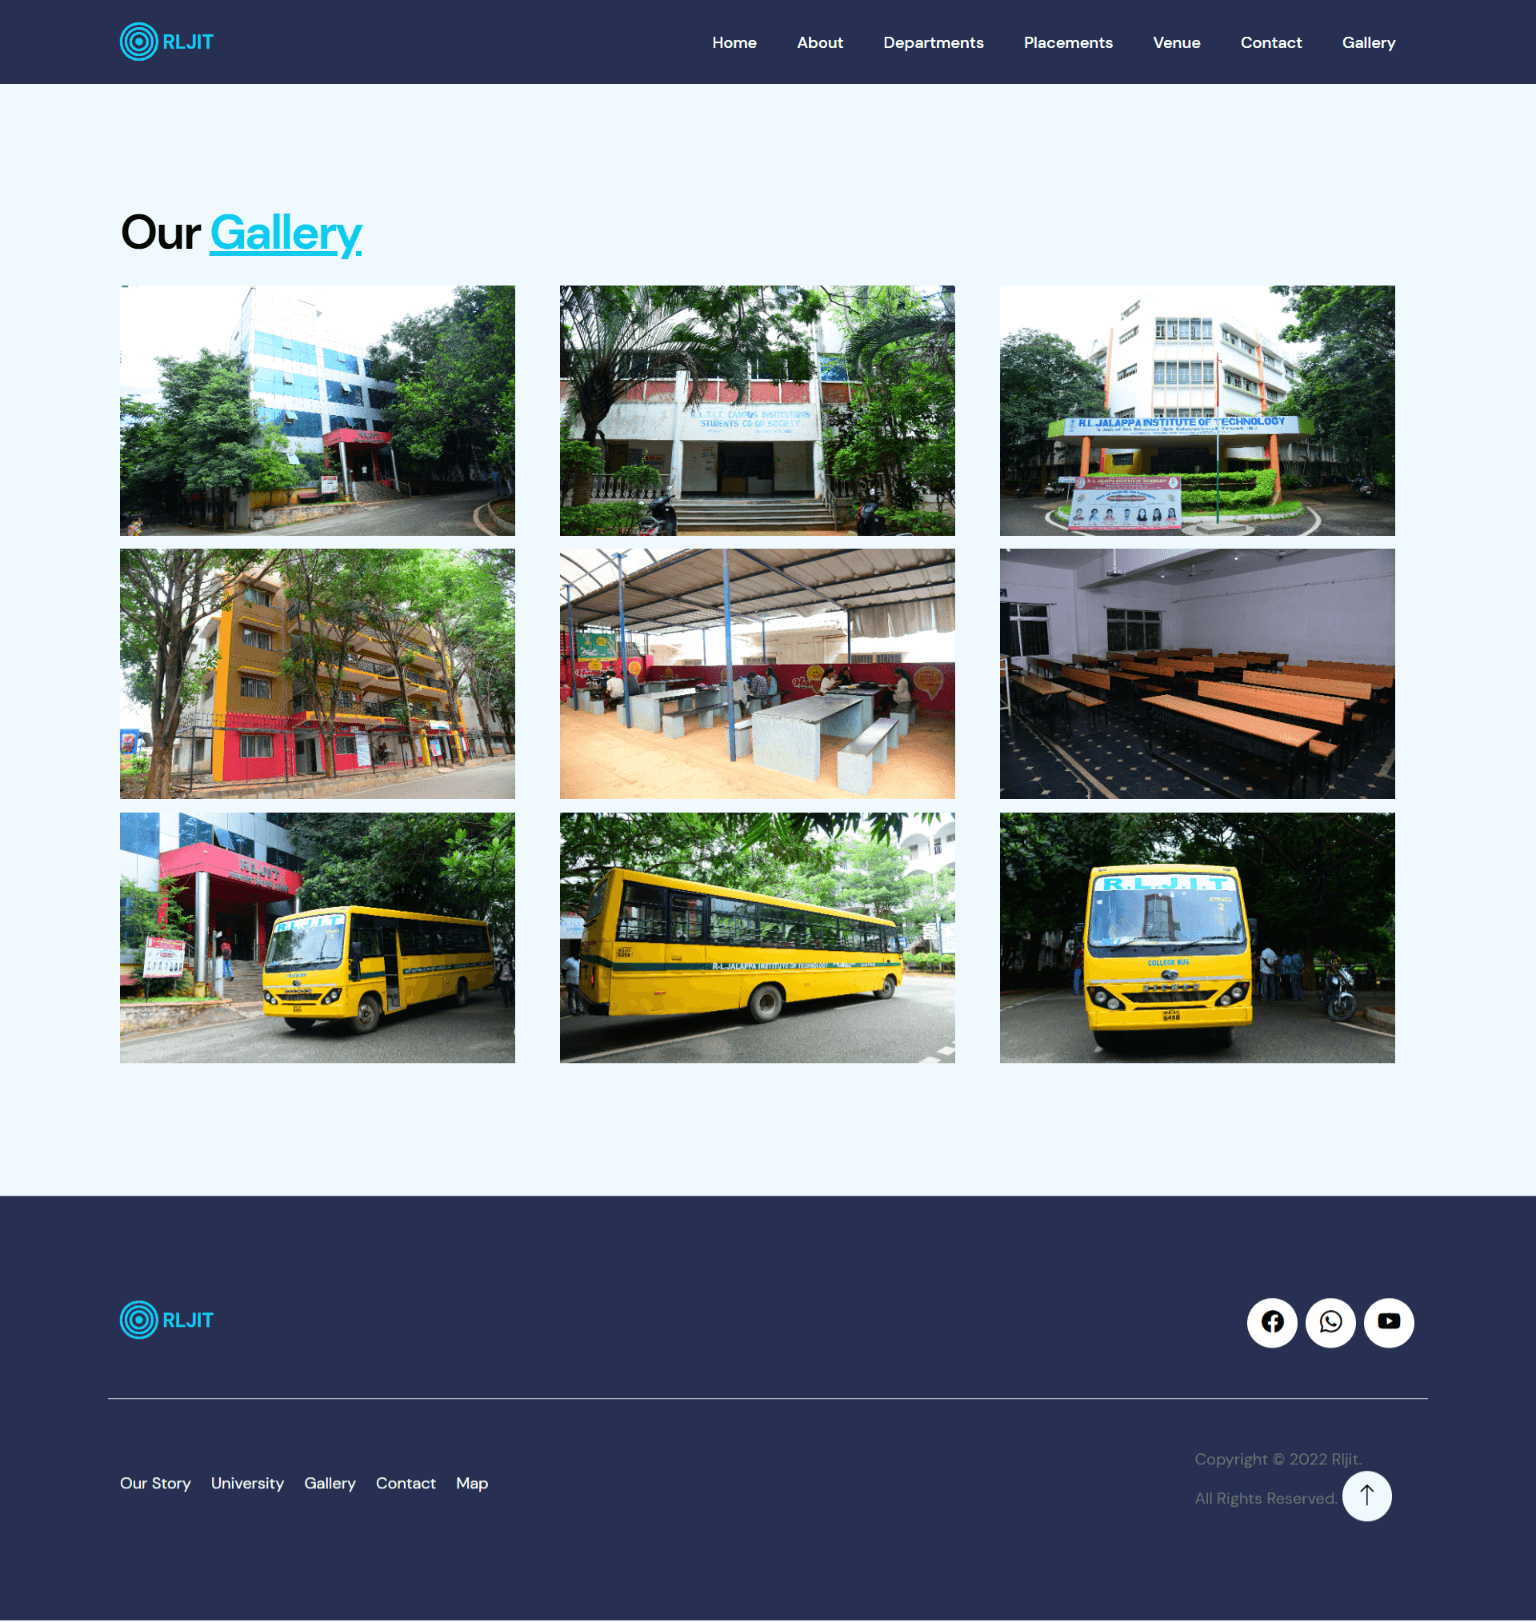 RLJIT
Home About Departments Placements Venue Contact Gallery
Our Gallery
R.L.J.I.T. CAMPUS INSTITUTIONS
STUDENTS CO-OP SOCIETY
R.L.JALAPPA INSTITUTE OF TECHNOLOGY
RLJIT
R.L.J.I.T
R.L.JALAPPA INSTITUTE OF TECHNOLOGY
R.L.J.I.T
2
COLLEGE BUS
RLJIT
Our Story University Gallery Contact Map
Copyright © 2022 Rljit.
All Rights Reserved.